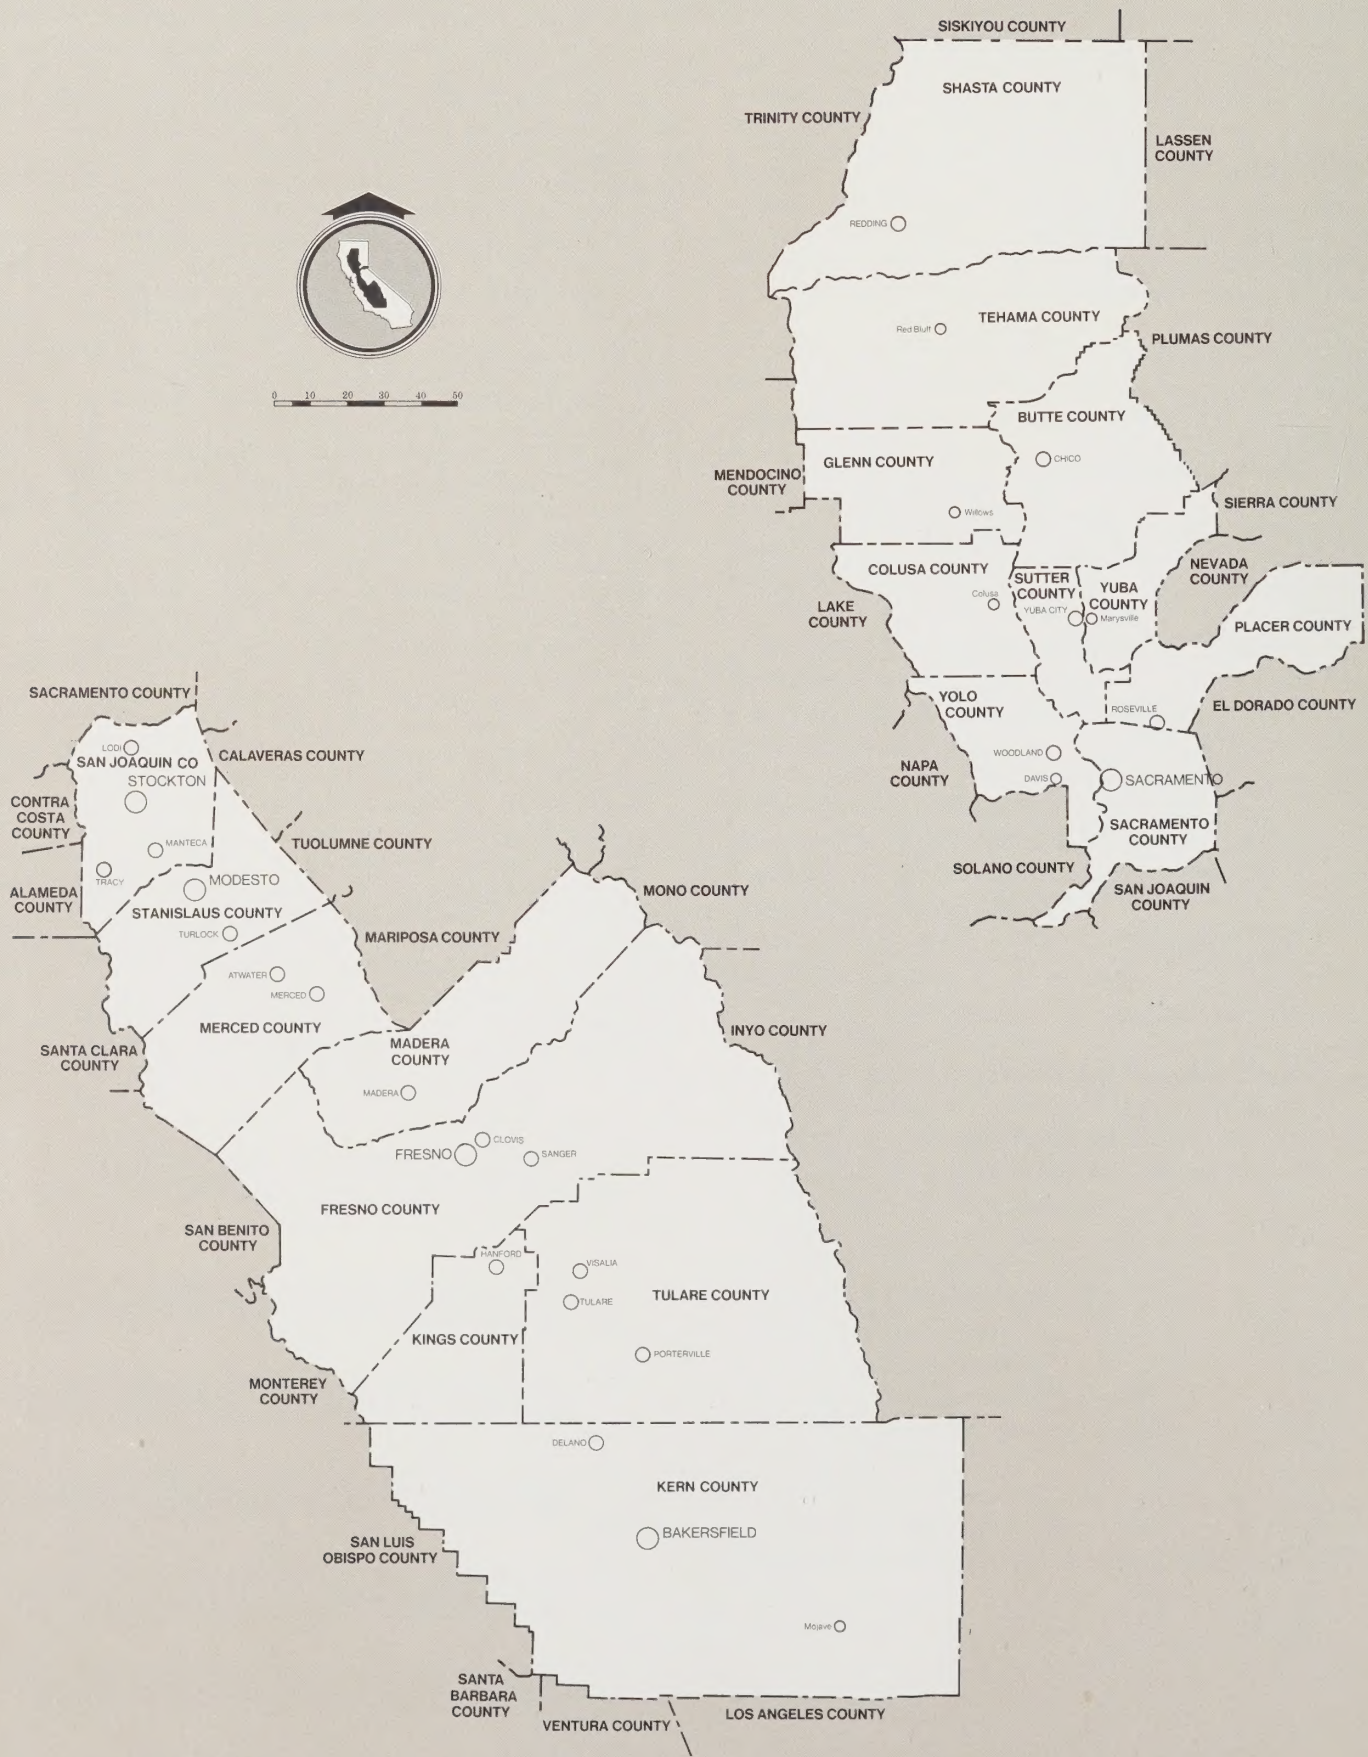 SISKIYOU COUNTY
SHASTA COUNTY
TRINITY COUNTY
LASSEN
COUNTY
REDDING
TEHAMA COUNTY
Red Bluff
PLUMAS COUNTY
0 10 20 30 40 50
BUTTE COUNTY
CHICO
GLENN COUNTY
MENDOCINO
COUNTY
Willows
SIERRA COUNTY
COLUSA COUNTY
NEVADA
COUNTY
SUTTER
COUNTY
YUBA
COUNTY
Colusa
YUBA CITY
Marysville
LAKE
COUNTY
PLACER COUNTY
YOLO
COUNTY
ROSEVILLE
EL DORADO COUNTY
WOODLAND
NAPA
COUNTY
DAVIS
SACRAMENTO
SACRAMENTO
COUNTY
SOLANO COUNTY
SAN JOAQUIN
COUNTY
SACRAMENTO COUNTY
LODI
SAN JOAQUIN CO
STOCKTON
CALAVERAS COUNTY
CONTRA
COSTA
COUNTY
MANTECA
TUOLUMNE COUNTY
TRACY
MODESTO
ALAMEDA
COUNTY
STANISLAUS COUNTY
TURLOCK
MARIPOSA COUNTY
MONO COUNTY
ATWATER
MERCED
MERCED COUNTY
SANTA CLARA
COUNTY
MADERA
COUNTY
MADERA
INYO COUNTY
CLOVIS
FRESNO
SANGER
FRESNO COUNTY
SAN BENITO
COUNTY
HANFORD
VISALIA
TULARE
TULARE COUNTY
KINGS COUNTY
PORTERVILLE
MONTEREY
COUNTY
DELANO
KERN COUNTY
BAKERSFIELD
SAN LUIS
OBISPO COUNTY
Mojave
SANTA
BARBARA
COUNTY
VENTURA COUNTY
LOS ANGELES COUNTY